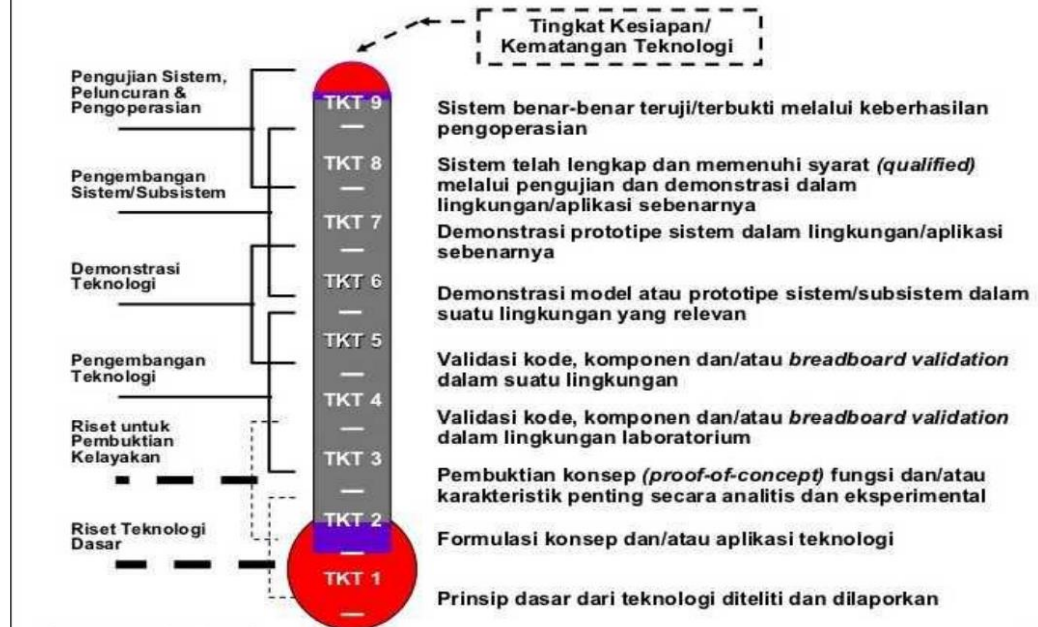 Tingkat Kesiapan/
Kematangan Teknologi
Pengujian Sistem,
Peluncuran &
Pengoperasian
Pengembangan
Sistem/Subsistem
Demonstrasi
Teknologi
Pengembangan
Teknologi
Riset untuk
Pembuktian
Kelayakan
Riset Teknologi
Dasar
TKT 9
TKT 8
TKT 7
TKT 6
TKT 5
TKT 4
TKT 3
TKT 2
TKT 1
Sistem benar-benar teruji/terbukti melalui keberhasilan
pengoperasian
Sistem telah lengkap dan memenuhi syarat (qualified)
melalui pengujian dan demonstrasi dalam
lingkungan/aplikasi sebenarnya
Demonstrasi prototipe sistem dalam lingkungan/aplikasi
sebenarnya
Demonstrasi model atau prototipe sistem/subsistem dalam
suatu lingkungan yang relevan
Validasi kode, komponen dan/atau breadboard validation
dalam suatu lingkungan
Validasi kode, komponen dan/atau breadboard validation
dalam lingkungan laboratorium
Pembuktian konsep (proof-of-concept) fungsi dan/atau
karakteristik penting secara analitis dan eksperimental
Formulasi konsep dan/atau aplikasi teknologi
Prinsip dasar dari teknologi diteliti dan dilaporkan